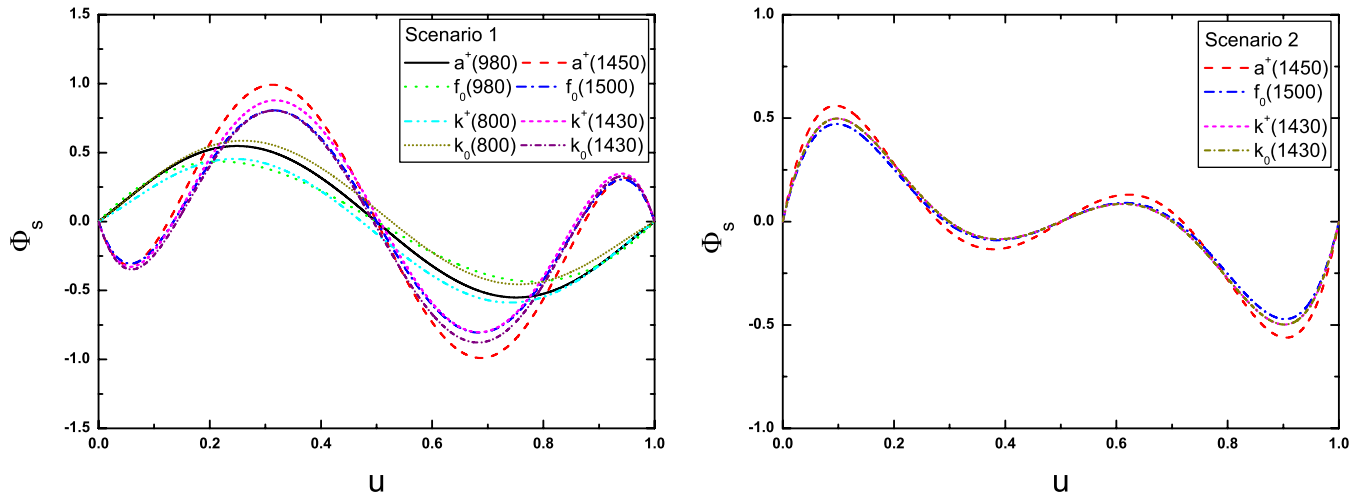 Scenario 1
a⁺(980) a⁺(1450)
f₀(980) f₀(1500)
k⁺(800) k⁺(1430)
k₀(800) k₀(1430)
1.5
1.0
0.5
0.0
-0.5
-1.0
-1.5
Φₛ
0.0 0.2 0.4 0.6 0.8 1.0
u
Scenario 2
a⁺(1450)
f₀(1500)
k⁺(1430)
k₀(1430)
1.0
0.5
0.0
-0.5
-1.0
Φₛ
0.0 0.2 0.4 0.6 0.8 1.0
u